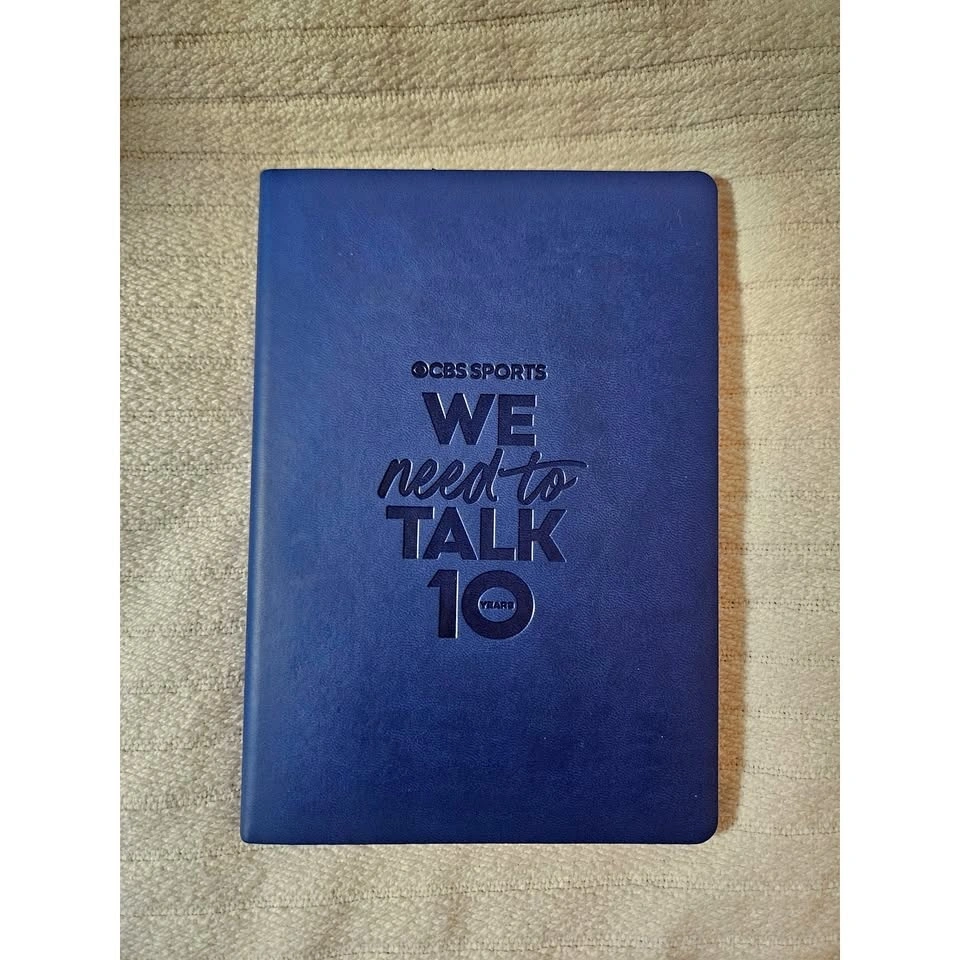 CBS SPORTS
WE
need to
TALK
10
YEARS